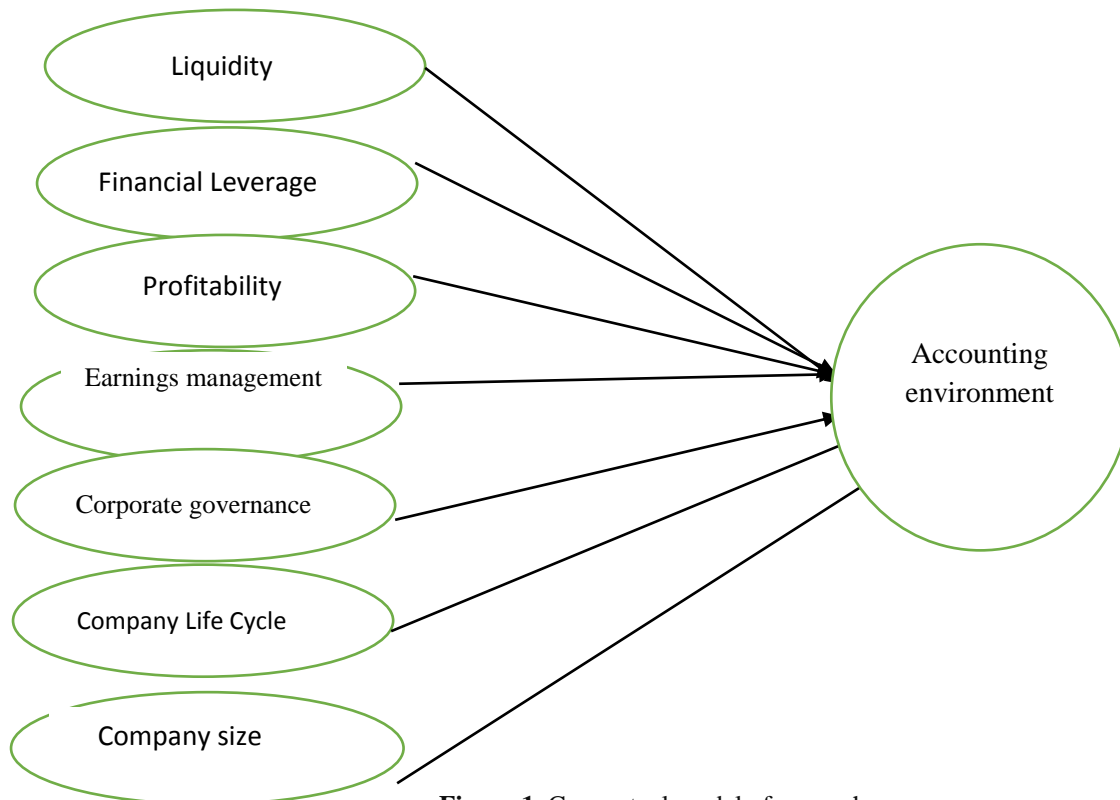 Liquidity
Financial Leverage
Profitability
Earnings management
Corporate governance
Company Life Cycle
Company size
Accounting
environment